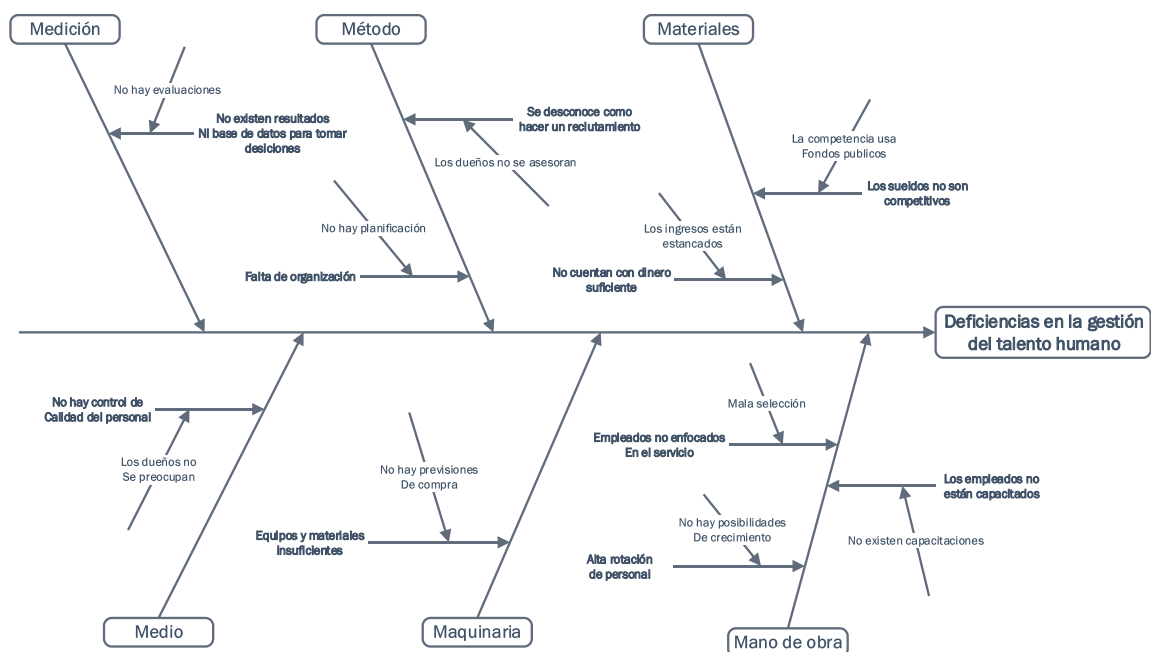 Medición
Método
Materiales
No hay evaluaciones
No existen resultados
Ni base de datos para tomar
desiciones
Se desconoce como
hacer un reclutamiento
Los dueños no se asesoran
No hay planificación
Falta de organización
La competencia usa
Fondos publicos
Los sueldos no son
competitivos
Los ingresos están
estancados
No cuentan con dinero
suficiente
Deficiencias en la gestión
del talento humano
No hay control de
Calidad del personal
Los dueños no
Se preocupan
No hay previsiones
De compra
Equipos y materiales
insuficientes
Mala selección
Empleados no enfocados
En el servicio
Los empleados no
están capacitados
No existen capacitaciones
No hay posibilidades
De crecimiento
Alta rotación
de personal
Medio
Maquinaria
Mano de obra